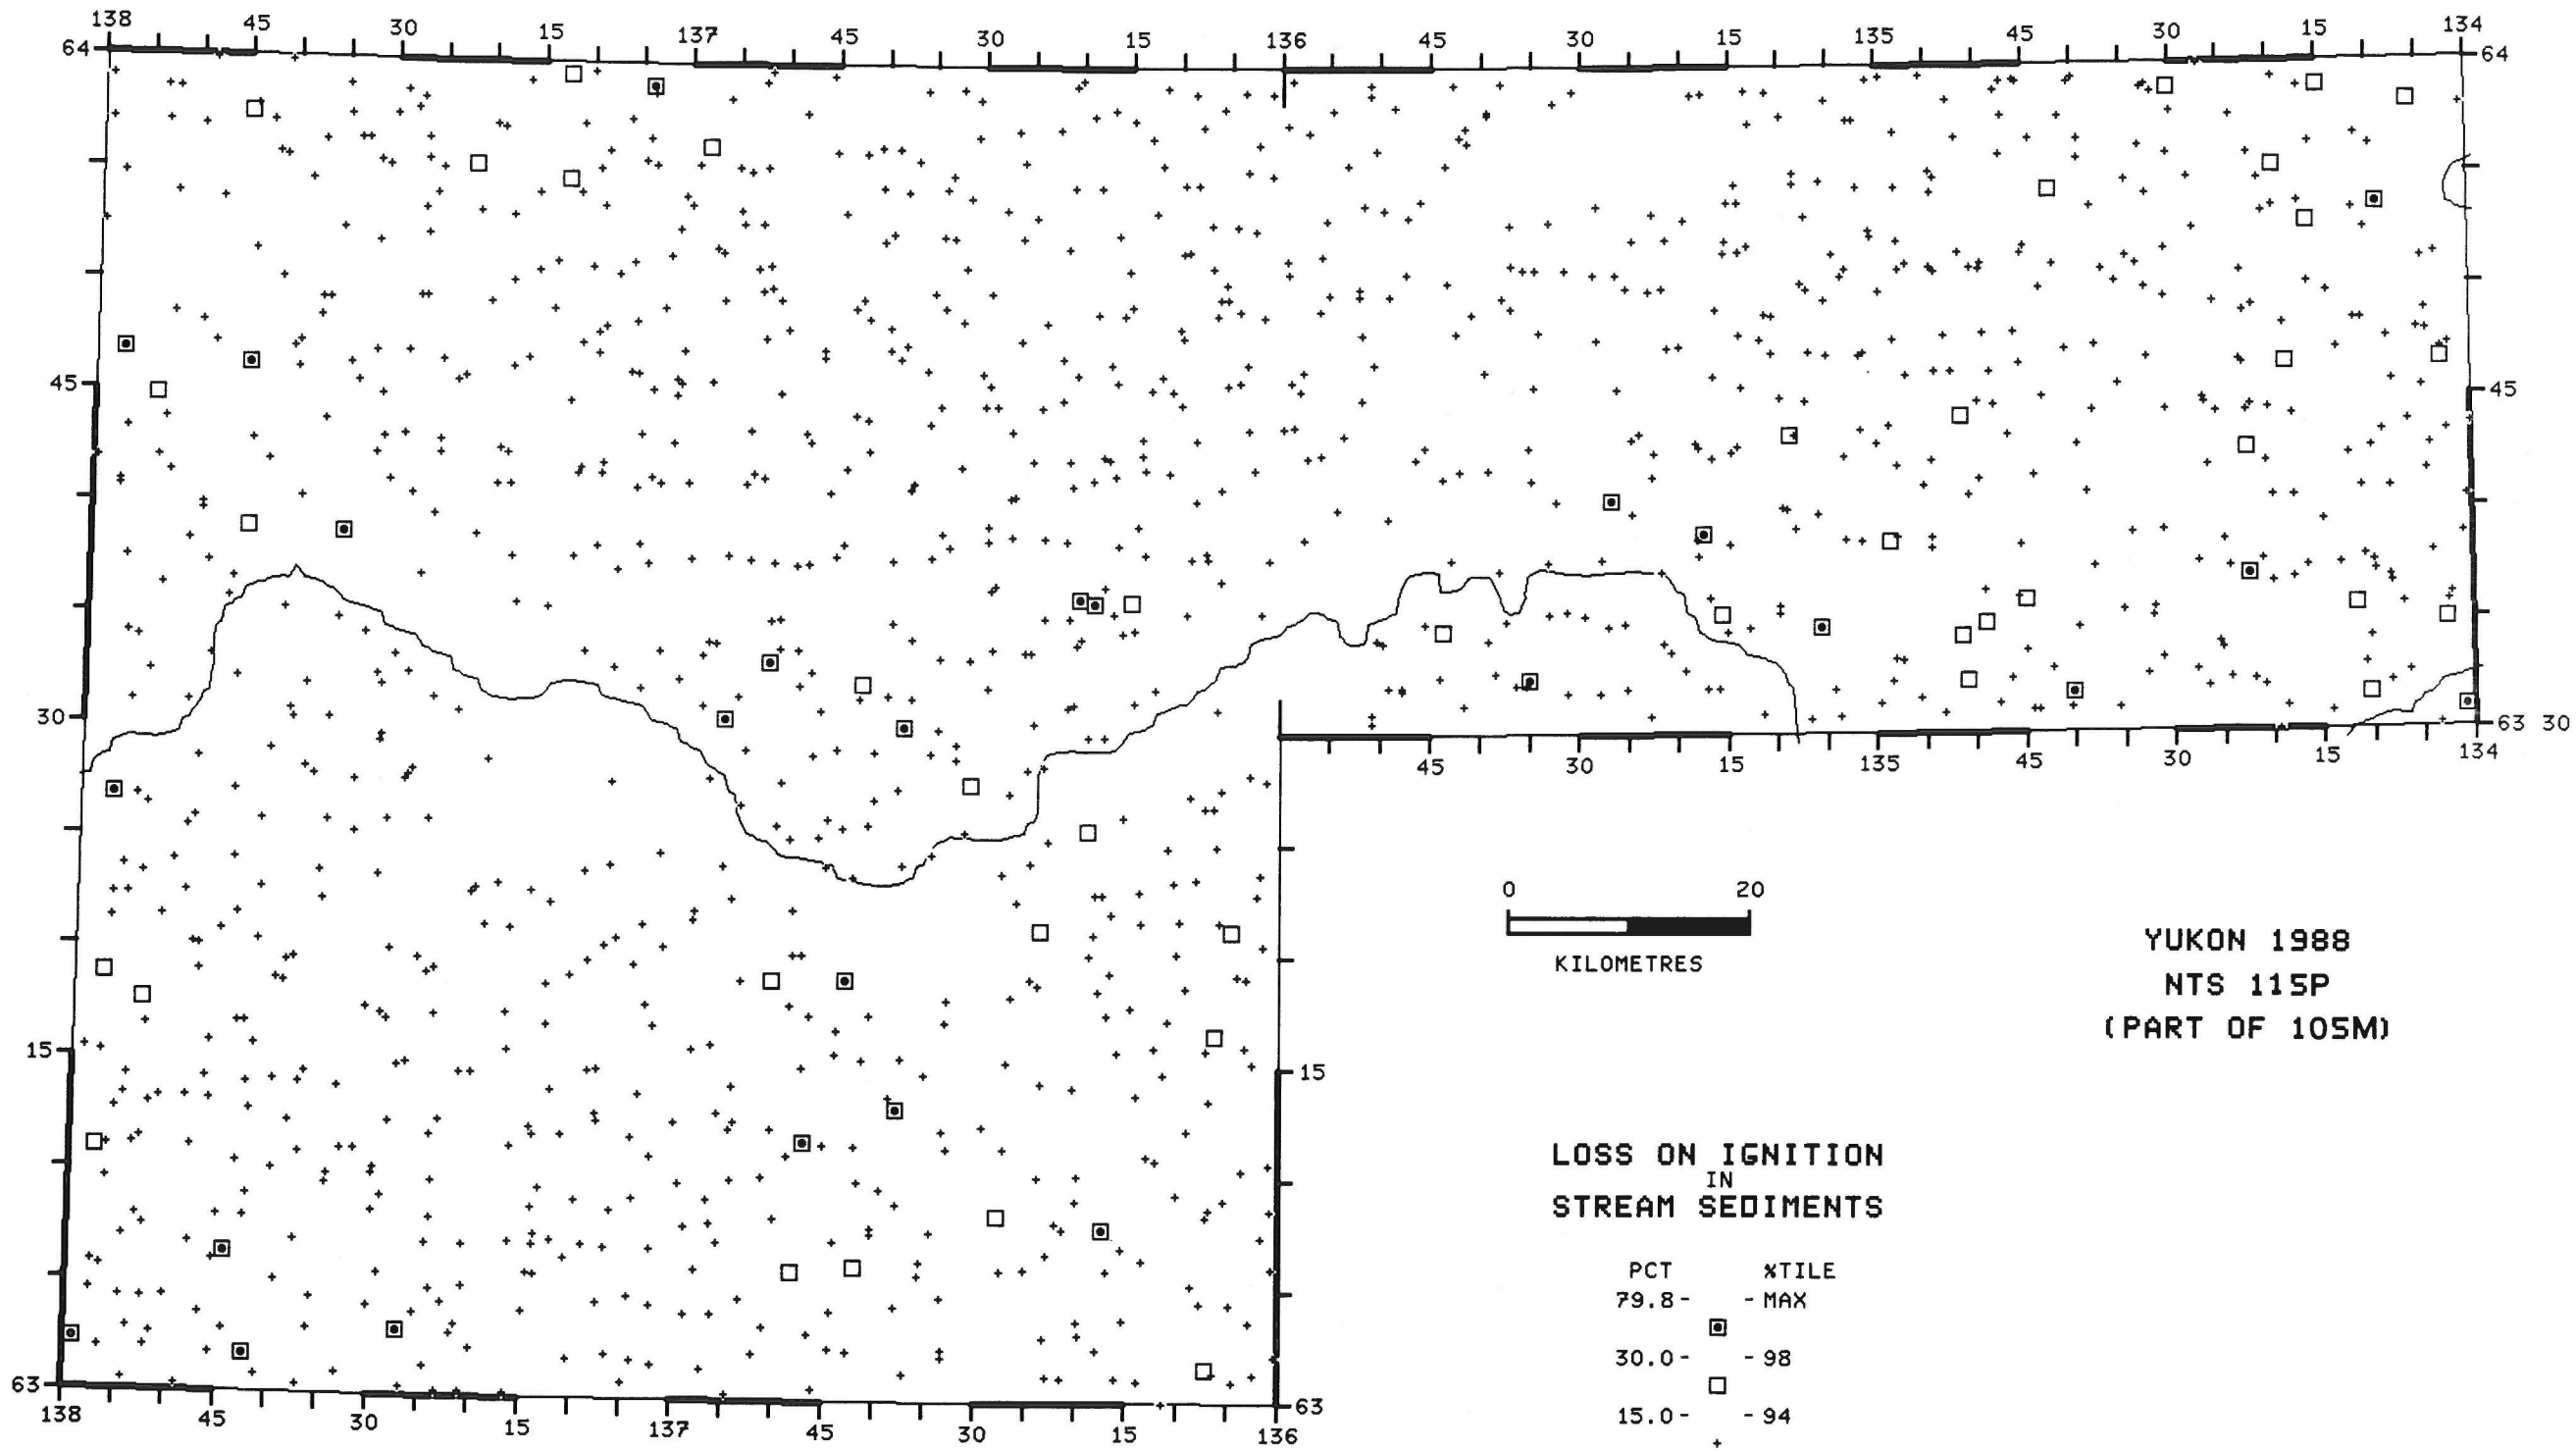 138 45 30 15 137 45 30 15 136 45 30 15 135 45 30 15 134
64 64
45 45
30 63 30
45 30 15 135 45 30 15 134
0 20
KILOMETRES
YUKON 1988
NTS 115P
(PART OF 105M)
15 15
LOSS ON IGNITION
IN
STREAM SEDIMENTS
PCT %TILE
79.8- - MAX
30.0- - 98
15.0- - 94
63 63
138 45 30 15 137 45 30 15 136